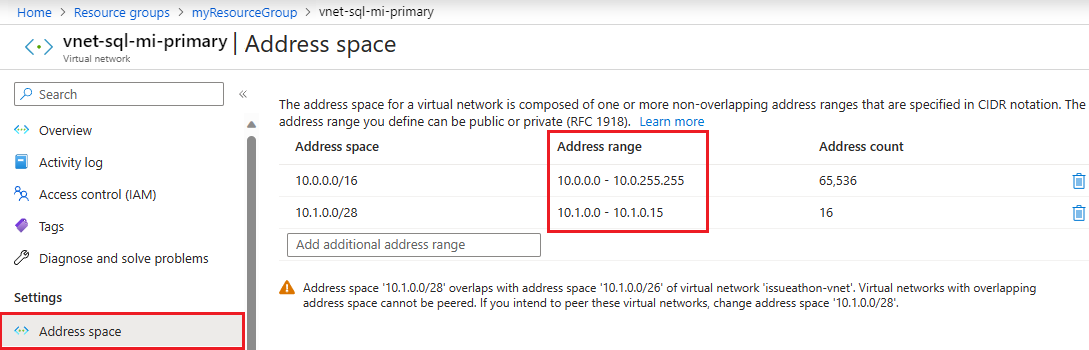 Home > Resource groups > myResourceGroup > vnet-sql-mi-primary
vnet-sql-mi-primary | Address space
Virtual network
Search «
The address space for a virtual network is composed of one or more non-overlapping address ranges that are specified in CIDR notation. The
address range you define can be public or private (RFC 1918). Learn more
Overview
Activity log
Access control (IAM)
Tags
Diagnose and solve problems
Settings
Address space
Address space Address range Address count
10.0.0.0/16 10.0.0.0 - 10.0.255.255 65,536
10.1.0.0/28 10.1.0.0 - 10.1.0.15 16
Add additional address range
Address space '10.1.0.0/28' overlaps with address space '10.1.0.0/26' of virtual network 'issueathon-vnet'. Virtual networks with overlapping
address space cannot be peered. If you intend to peer these virtual networks, change address space '10.1.0.0/28'.